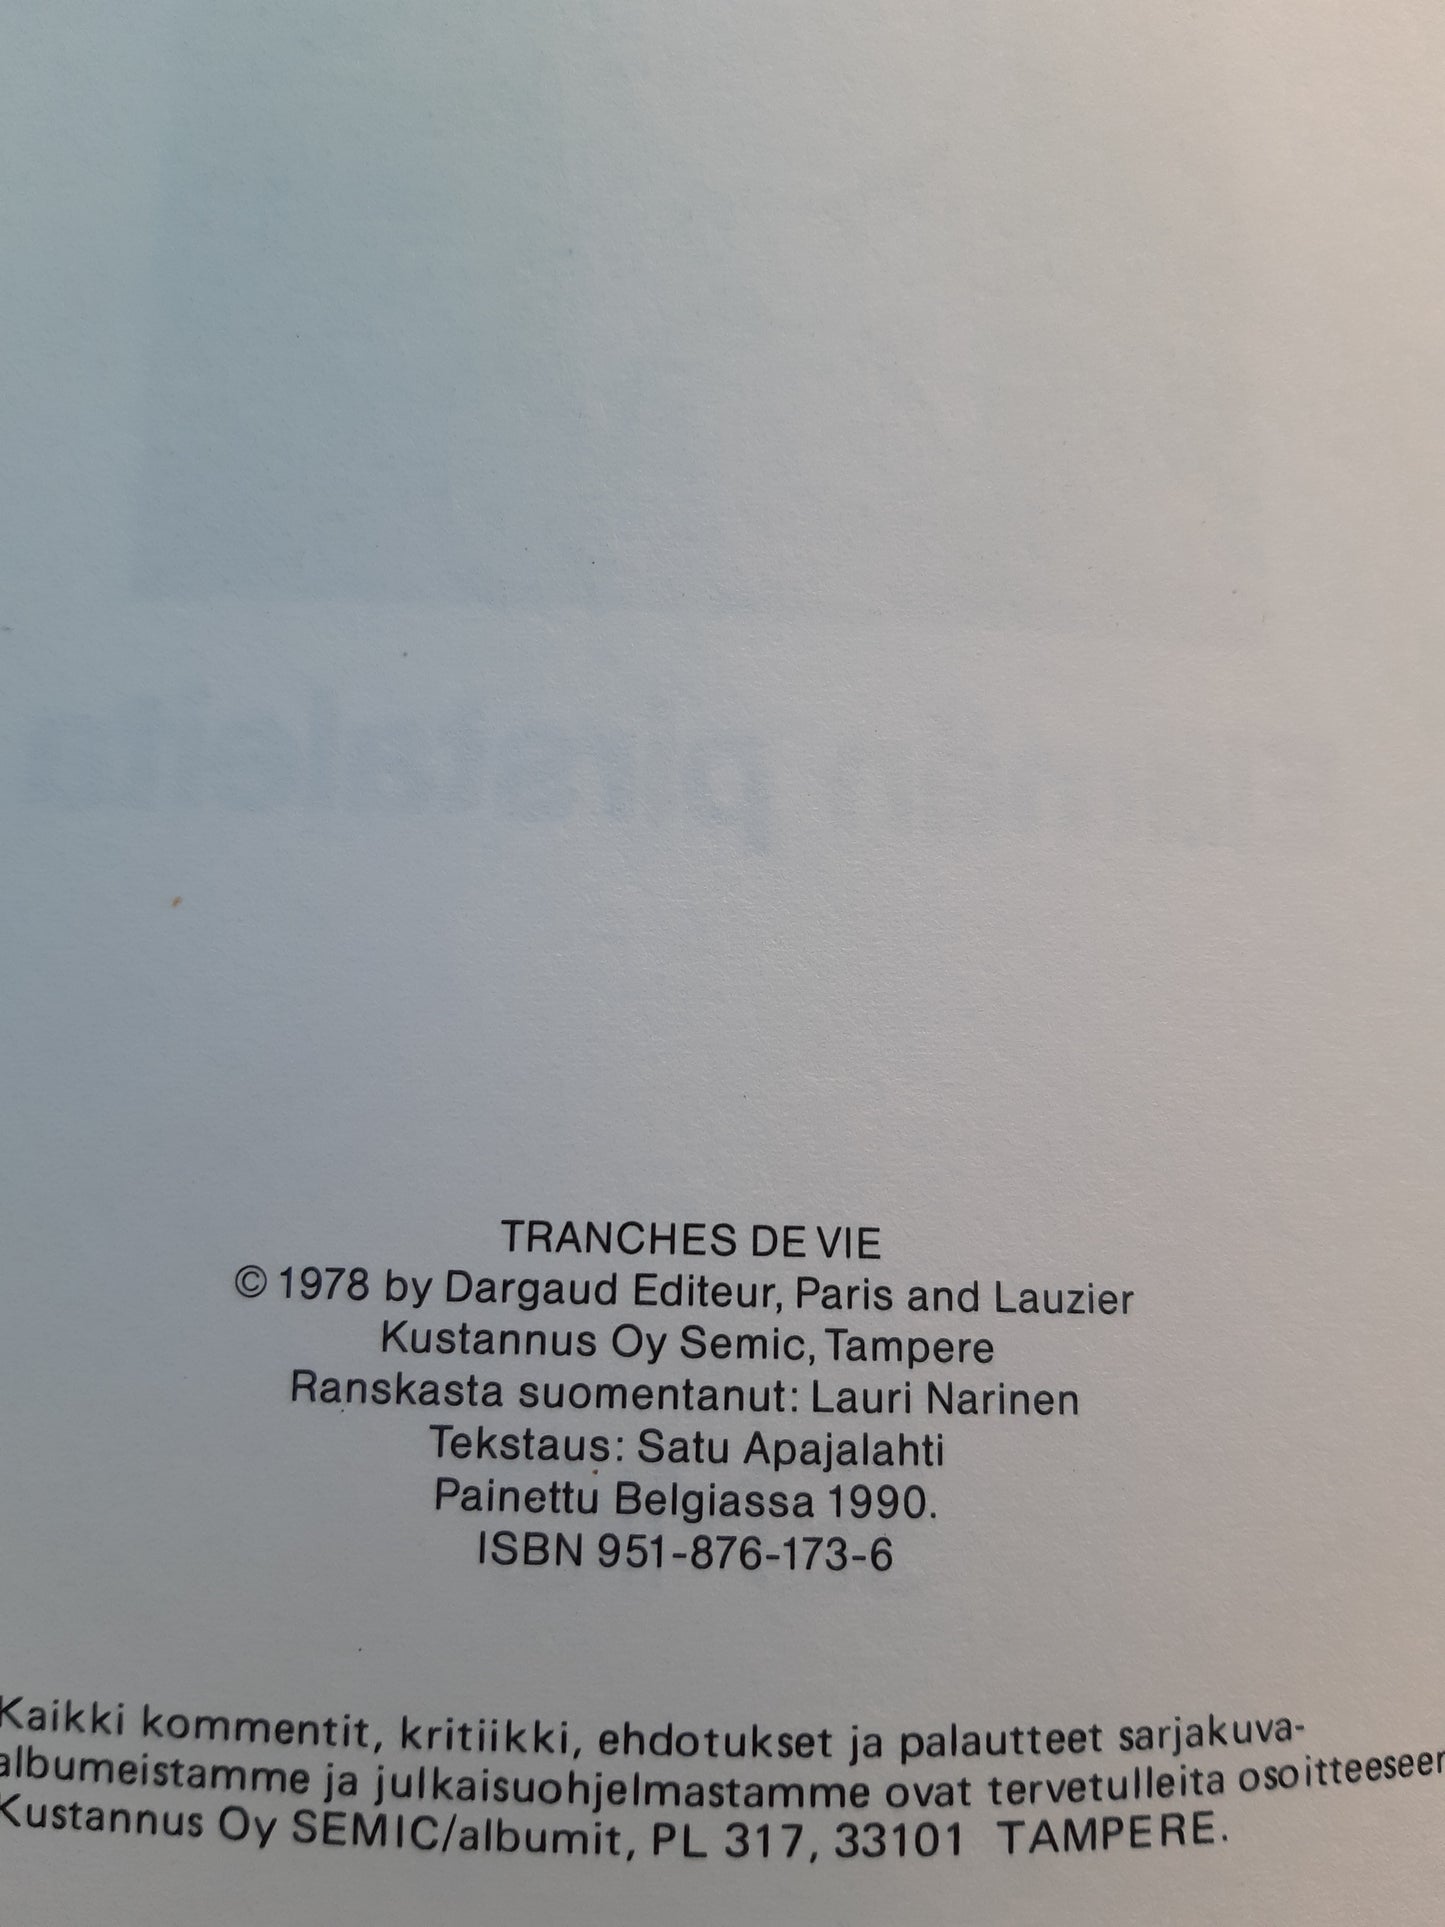 TRANCHES DE VIE
© 1978 by Dargaud Editeur, Paris and Lauzier
Kustannus Oy Semic, Tampere
Ranskasta suomentanut: Lauri Narinen
Tekstaus: Satu Apajalahti
Painettu Belgiassa 1990.
ISBN 951-876-173-6
Kaikki kommentit, kritiikki, ehdotukset ja palautteet sarjakuva-
albumeistamme ja julkaisuohjelmastamme ovat tervetulleita osoitteeseen
Kustannus Oy SEMIC/albumit, PL 317, 33101 TAMPERE.